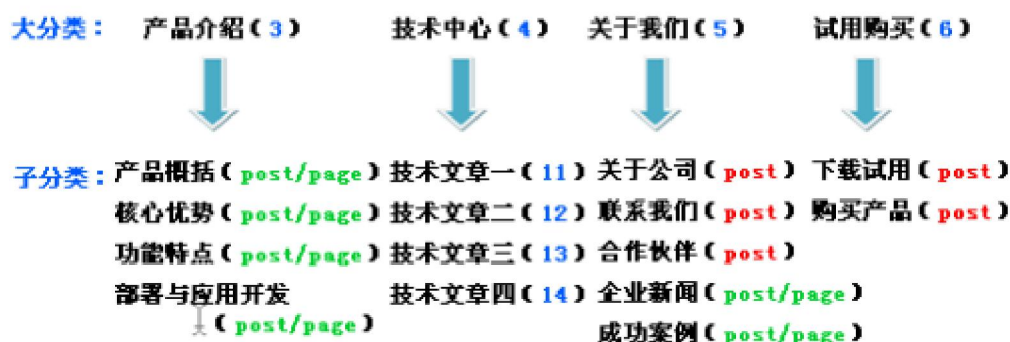 大分类： 产品介绍（3） 技术中心（4） 关于我们（5） 试用购买（6）
子分类：产品概括（post/page）技术文章一（11）关于公司（post）下载试用（post）
核心优势（post/page）技术文章二（12）联系我们（post）购买产品（post）
功能特点（post/page）技术文章三（13）合作伙伴（post）
部署与应用开发 技术文章四（14）企业新闻（post/page）
（post/page） 成功案例（post/page）